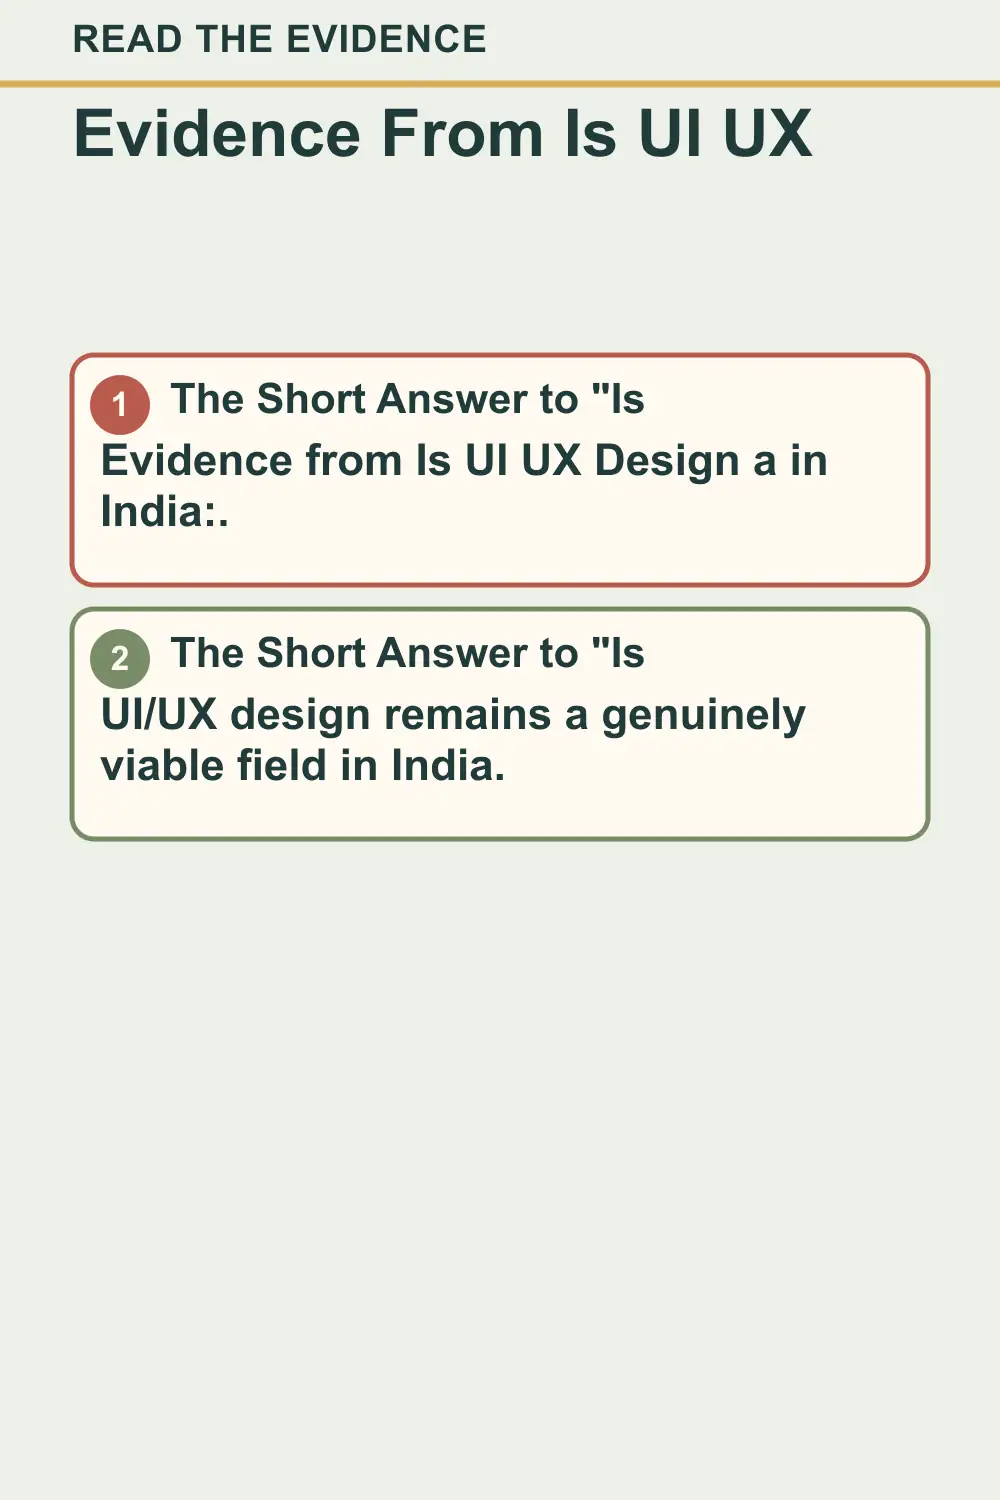 READ THE EVIDENCE
Evidence From Is UI UX
1 The Short Answer to "Is
Evidence from Is UI UX Design a in
India:.
2 The Short Answer to "Is
UI/UX design remains a genuinely
viable field in India.